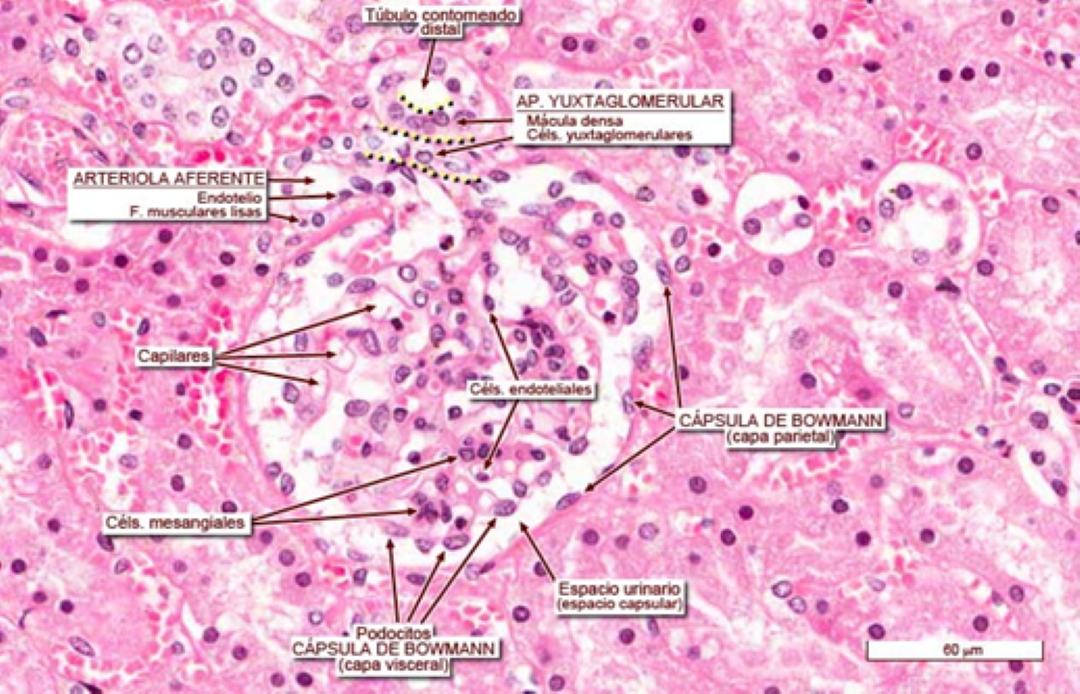 Túbulo contorneado
distal
AP. YUXTAGLOMERULAR
Mácula densa
Céls. yuxtaglomerulares
ARTERIOLA AFERENTE
Endotelio
F. musculares lisas
Capilares
Céls. endoteliales
CÁPSULA DE BOWMANN
(capa parietal)
Céls. mesangiales
Espacio urinario
(espacio capsular)
Podocitos
CÁPSULA DE BOWMANN
(capa visceral)
60 µm